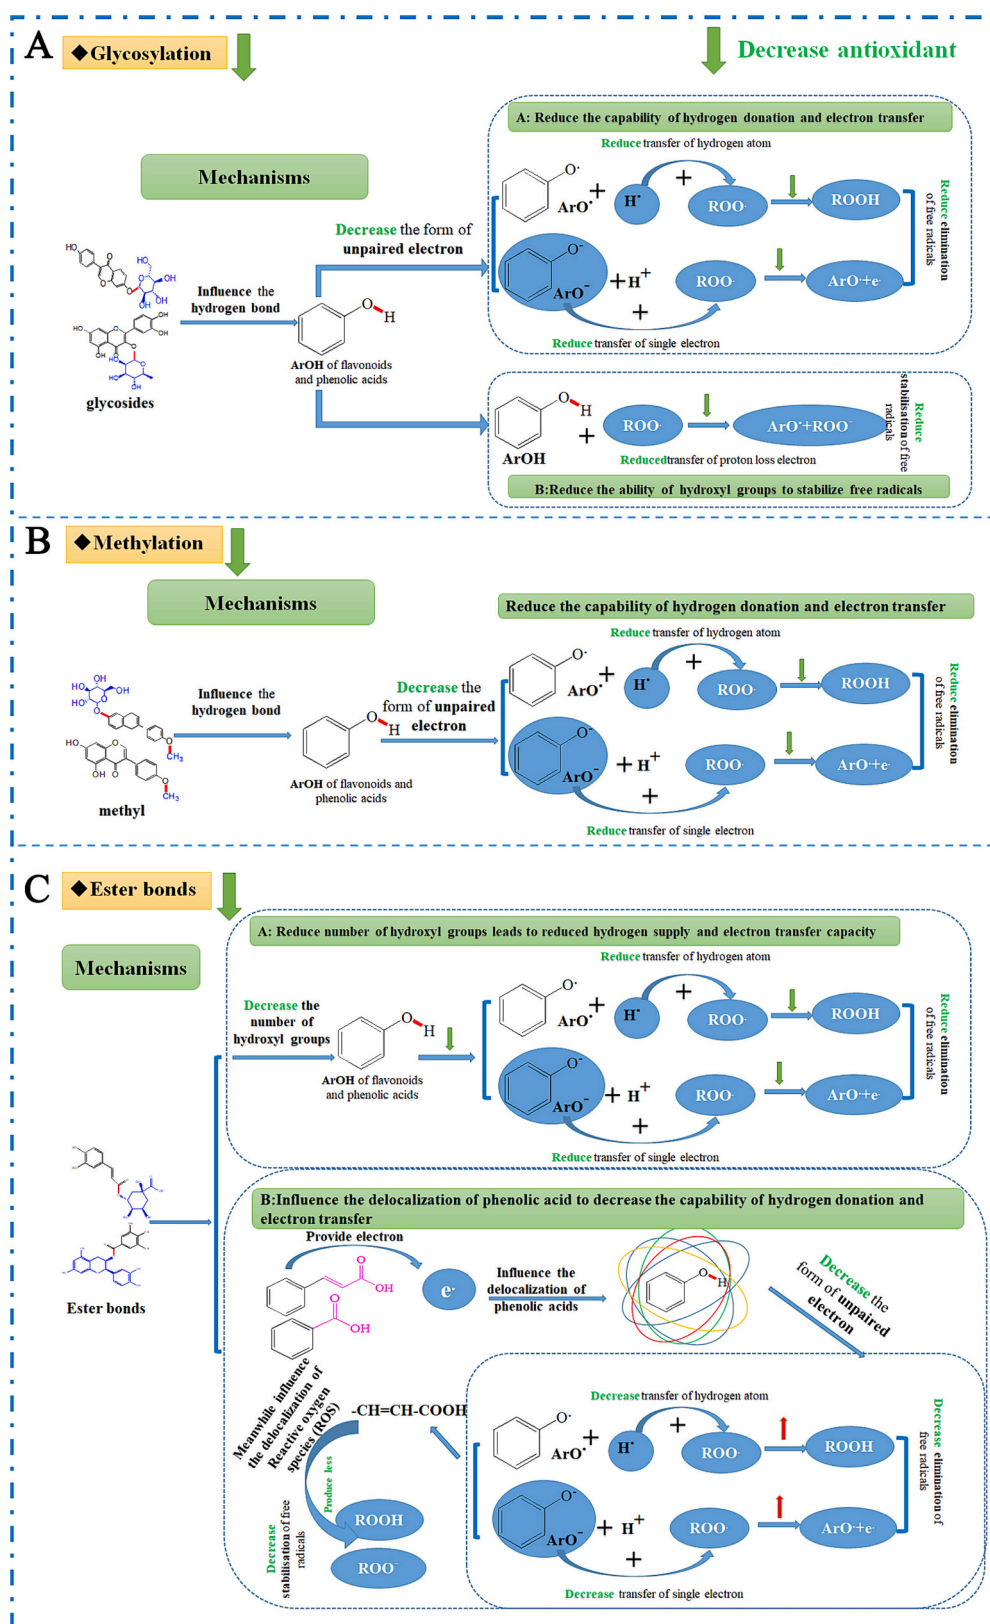 A
◆Glycosylation
Decrease antioxidant
A: Reduce the capability of hydrogen donation and electron transfer
Reduce transfer of hydrogen atom
Mechanisms
O·
ArO•
+
H•
+
ROO·
ROOH
Reduce elimination
of free radicals
Decrease the form of
unpaired electron
O-
ArO−
+H+
+
ROO·
ArO·+e-
Reduce transfer of single electron
Influence the
hydrogen bond
O
H
ArOH of flavonoids
and phenolic acids
glycosides
O
H
ArOH
+
ROO·
ArO•+ROO−
Reduce
stabilisation of free
radicals
Reduced transfer of proton loss electron
B:Reduce the ability of hydroxyl groups to stabilize free radicals
B
◆Methylation
Mechanisms
Reduce the capability of hydrogen donation and electron transfer
Reduce transfer of hydrogen atom
O·
ArO•
+
H•
+
ROO·
ROOH
Reduce elimination
of free radicals
Influence the
hydrogen bond
Decrease the
form of unpaired
electron
O
H
ArOH of flavonoids and
phenolic acids
O-
ArO−
+H+
+
ROO·
ArO·+e-
Reduce transfer of single electron
methyl
C
◆Ester bonds
Mechanisms
A: Reduce number of hydroxyl groups leads to reduced hydrogen supply and electron transfer capacity
Reduce transfer of hydrogen atom
Decrease the
number of
hydroxyl groups
O
H
ArOH of flavonoids
and phenolic acids
O·
ArO•
+
H•
+
ROO·
ROOH
Reduce elimination
of free radicals
O-
ArO−
+ H+
+
ROO·
ArO·+e-
Reduce transfer of single electron
Ester bonds
B:Influence the delocalization of phenolic acid to decrease the capability of hydrogen donation and
electron transfer
Provide electron
O
OH
O
OH
e-
Influence the
delocalization of
phenolic acids
O
H
Decrease the
form of unpaired
electron
Meanwhile influence
the delocalization of
Reactive oxygen
species (ROS)
-CH=CH-COOH
Produce less
Decrease
stabilisation of free
radicals
ROOH
ROO−
Decrease transfer of hydrogen atom
O·
ArO•
+
H•
+
ROO·
ROOH
Decrease elimination of
free radicals
O-
ArO−
+ H+
+
ROO·
ArO·+e-
Decrease transfer of single electron